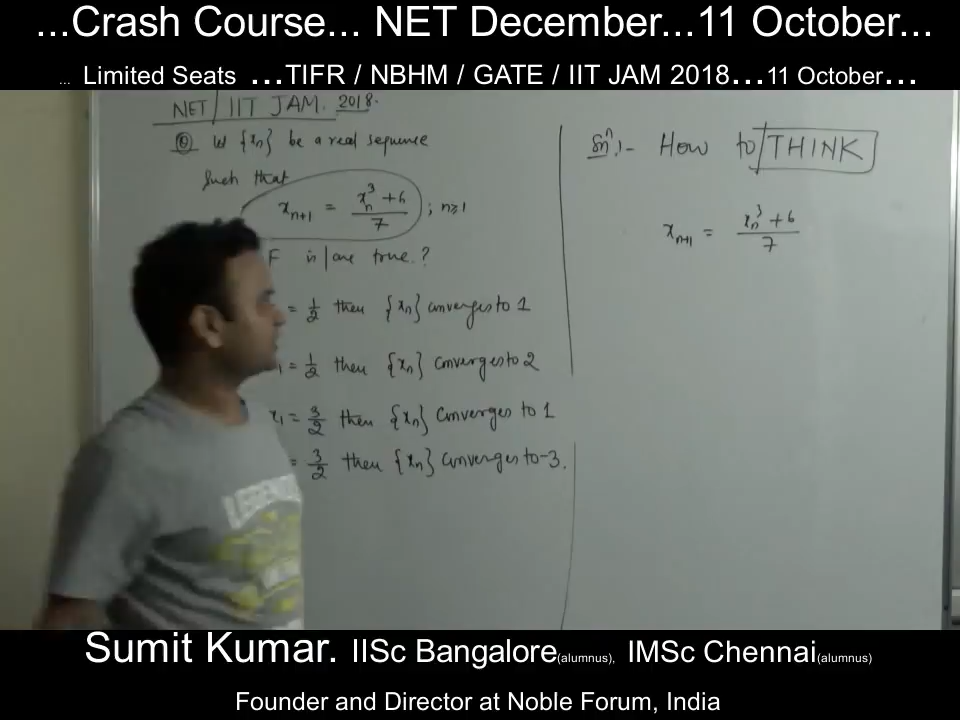 ...Crash Course... NET December...11 October...
... Limited Seats ...TIFR / NBHM / GATE / IIT JAM 2018...11 October...
NET/ IIT JAM. 2018.
Q let {xn} be a real sequence
Such that
xn+1 = xn^3 + 6 / 7 ; n≥1
F is/are true.?
= 1/2 then {xn} converges to 1
1 = 1/2 then {xn} converges to 2
x1 = 3/2 then {xn} converges to 1
= 3/2 then {xn} converges to -3.
Sn:- How to THINK
xn+1 = xn^3 + 6 / 7
LEGEND
Sumit Kumar. IISc Bangalore(alumnus), IMSc Chennai(alumnus)
Founder and Director at Noble Forum, India